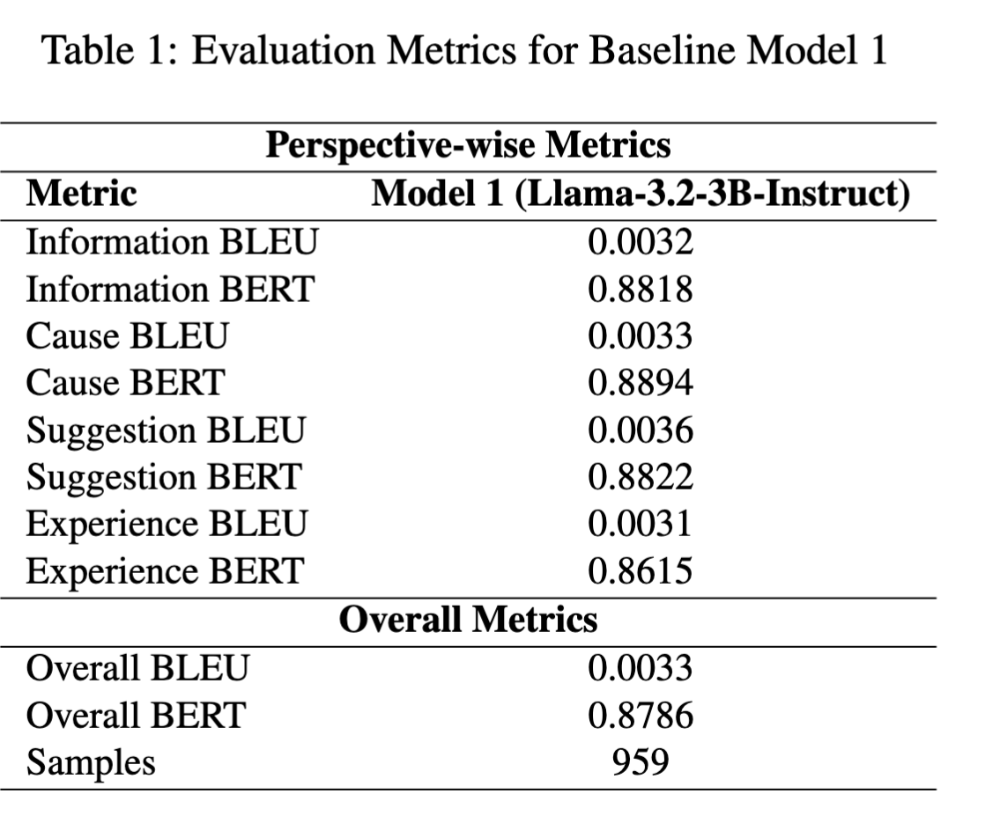 Table 1: Evaluation Metrics for Baseline Model 1
Perspective-wise Metrics
Metric Model 1 (Llama-3.2-3B-Instruct)
Information BLEU 0.0032
Information BERT 0.8818
Cause BLEU 0.0033
Cause BERT 0.8894
Suggestion BLEU 0.0036
Suggestion BERT 0.8822
Experience BLEU 0.0031
Experience BERT 0.8615
Overall Metrics
Overall BLEU 0.0033
Overall BERT 0.8786
Samples 959